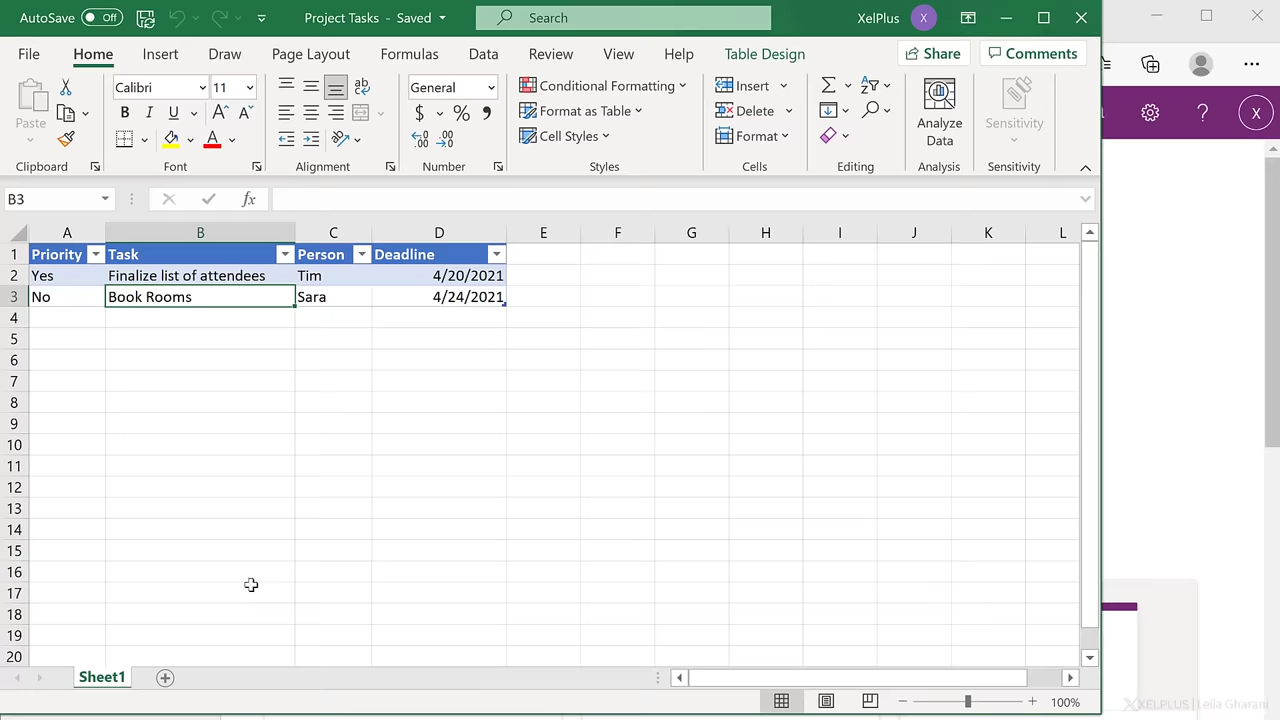 AutoSave Off Project Tasks - Saved Search XelPlus X
File Home Insert Draw Page Layout Formulas Data Review View Help Table Design Share Comments
Calibri 11 General Conditional Formatting Insert
Paste B I U $ % Format as Table Delete Analyze Data Sensitivity
Cell Styles Format
Clipboard Font Alignment Number Styles Cells Editing Analysis Sensitivity
X
B3 fx
A B C D E F G H I J K L
1 Priority Task Person Deadline
2 Yes Finalize list of attendees Tim 4/20/2021
3 No Book Rooms Sara 4/24/2021
4
5
6
7
8
9
10
11
12
13
14
15
16
17
18
19
20
Sheet1
100%
XELPLUS | Leila Gharani